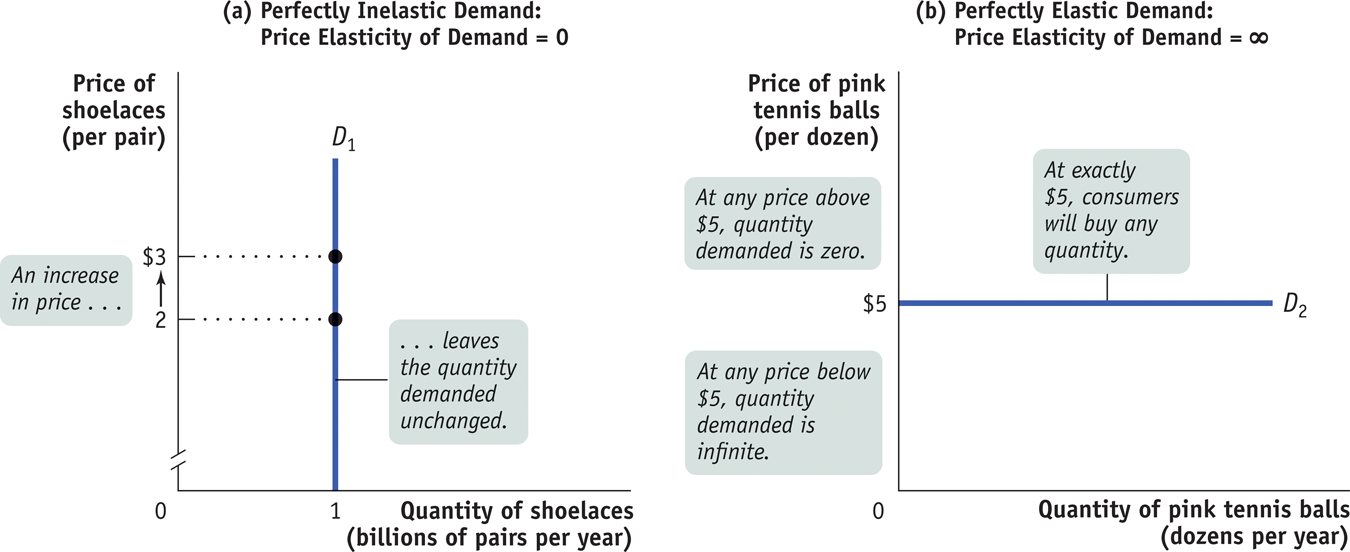 (a) Perfectly Inelastic Demand:
Price Elasticity of Demand = 0
Price of
shoelaces
(per pair)
D1
$3
An increase
in price . . .
2
. . . leaves
the quantity
demanded
unchanged.
0
1
Quantity of shoelaces
(billions of pairs per year)
(b) Perfectly Elastic Demand:
Price Elasticity of Demand = ∞
Price of pink
tennis balls
(per dozen)
At any price above
$5, quantity
demanded is zero.
At exactly
$5, consumers
will buy any
quantity.
$5
D2
At any price below
$5, quantity
demanded is
infinite.
0
Quantity of pink tennis balls
(dozens per year)